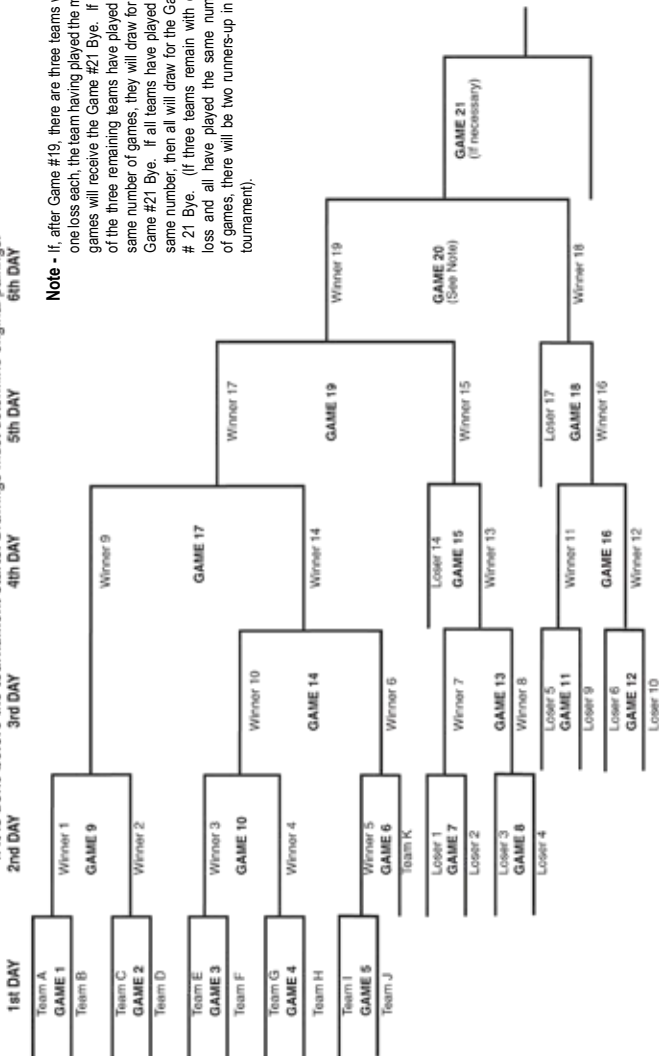 1st DAY 2nd DAY 3rd DAY 4th DAY 5th DAY 6th DAY
Note - If, after Game #19, there are three teams
one loss each, the team having played the
games will receive the Game #21 Bye. If
of the three remaining teams have played
same number of games, they will draw for
Game #21 Bye. If all teams have played
same number, then all will draw for the
# 21 Bye. (If three teams remain with
loss and all have played the same
of games, there will be two runners-up in
tournament).
Team A
GAME 1
Team B
Team C
GAME 2
Team D
Team E
GAME 3
Team F
Team G
GAME 4
Team H
Team I
GAME 5
Team J
Winner 1
GAME 9
Winner 2
Winner 3
GAME 10
Winner 4
Winner 5
GAME 6
Team K
Loser 1
GAME 7
Loser 2
Loser 3
GAME 8
Loser 4
Winner 10
GAME 14
Winner 6
Winner 7
GAME 13
Winner 8
Loser 5
GAME 11
Loser 9
Loser 6
GAME 12
Loser 10
Winner 9
GAME 17
Winner 14
Loser 14
GAME 15
Winner 13
Winner 11
GAME 16
Winner 12
Winner 17
GAME 19
Winner 15
Loser 17
GAME 18
Winner 16
Winner 19
GAME 20
(See Note)
Winner 18
GAME 21
(If necessary)